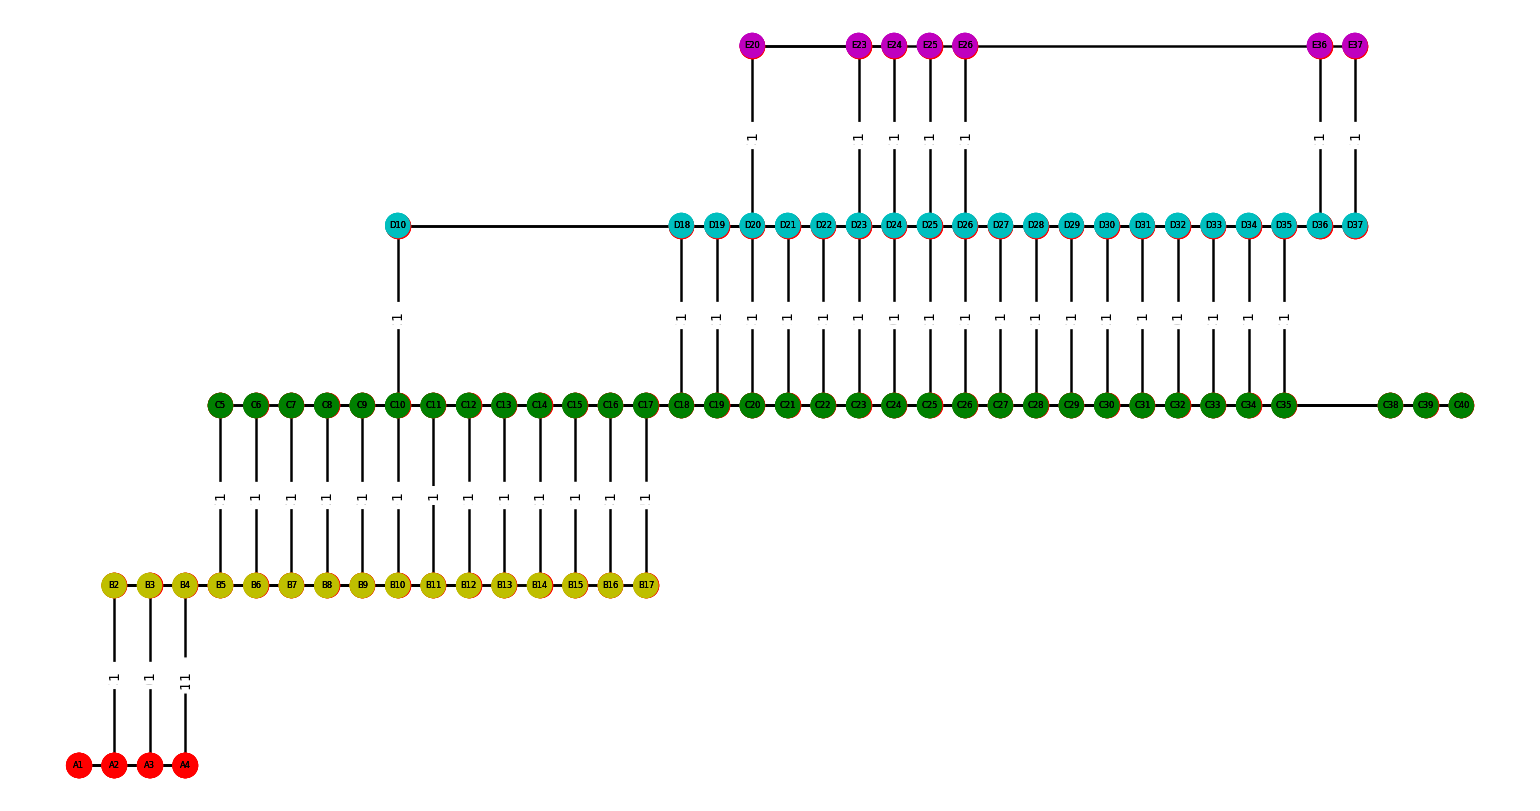 E20 E23 E24 E25 E26 E36 E37
1 1 1 1 1 1 1
D10 D18 D19 D20 D21 D22 D23 D24 D25 D26 D27 D28 D29 D30 D31 D32 D33 D34 D35 D36 D37
1 1 1 1 1 1 1 1 1 1 1 1 1 1 1 1 1 1 1
C5 C6 C7 C8 C9 C10 C11 C12 C13 C14 C15 C16 C17 C18 C19 C20 C21 C22 C23 C24 C25 C26 C27 C28 C29 C30 C31 C32 C33 C34 C35 C38 C39 C40
1 1 1 1 1 1 1 1 1 1 1 1 1
B2 B3 B4 B5 B6 B7 B8 B9 B10 B11 B12 B13 B14 B15 B16 B17
1 1 11
A1 A2 A3 A4